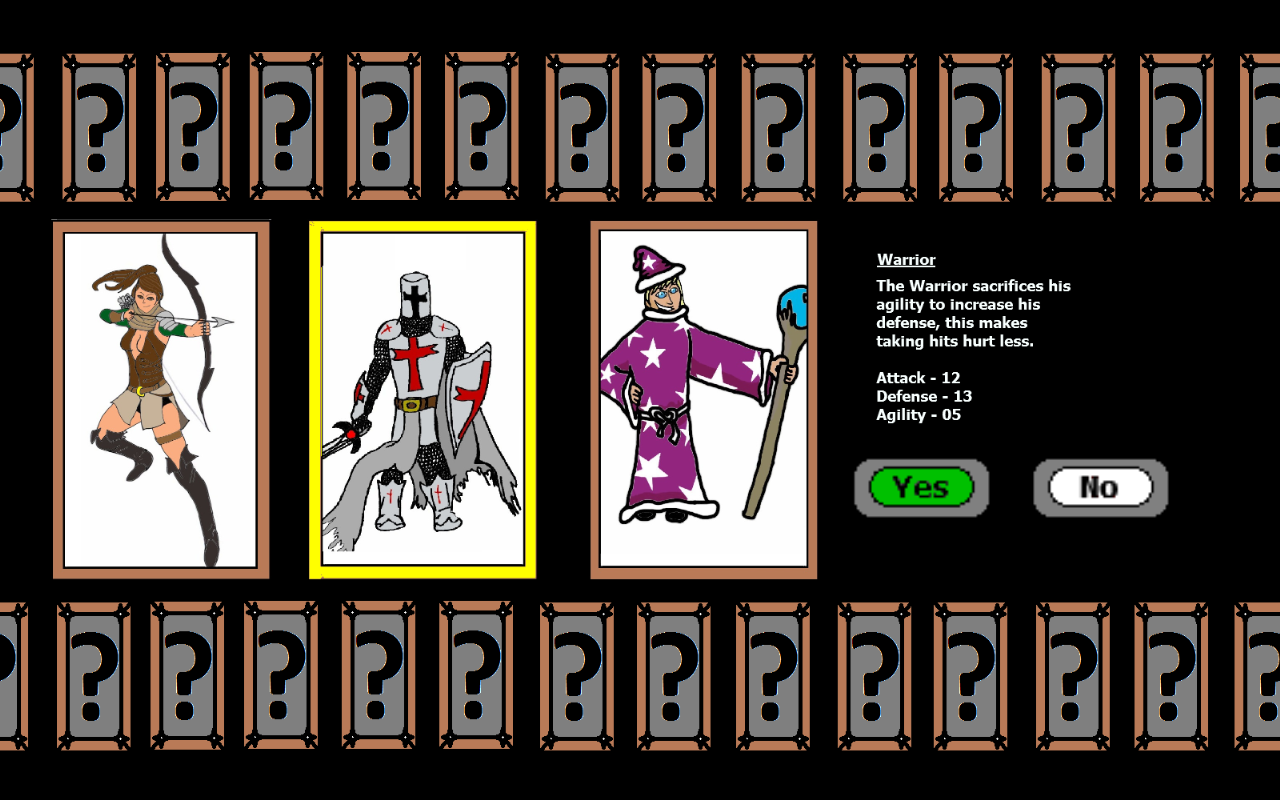 ? ? ? ? ? ? ? ? ? ? ? ? ? ?
Warrior
The Warrior sacrifices his
agility to increase his
defense, this makes
taking hits hurt less.
Attack - 12
Defense - 13
Agility - 05
Yes No
? ? ? ? ? ? ? ? ? ? ? ? ? ?